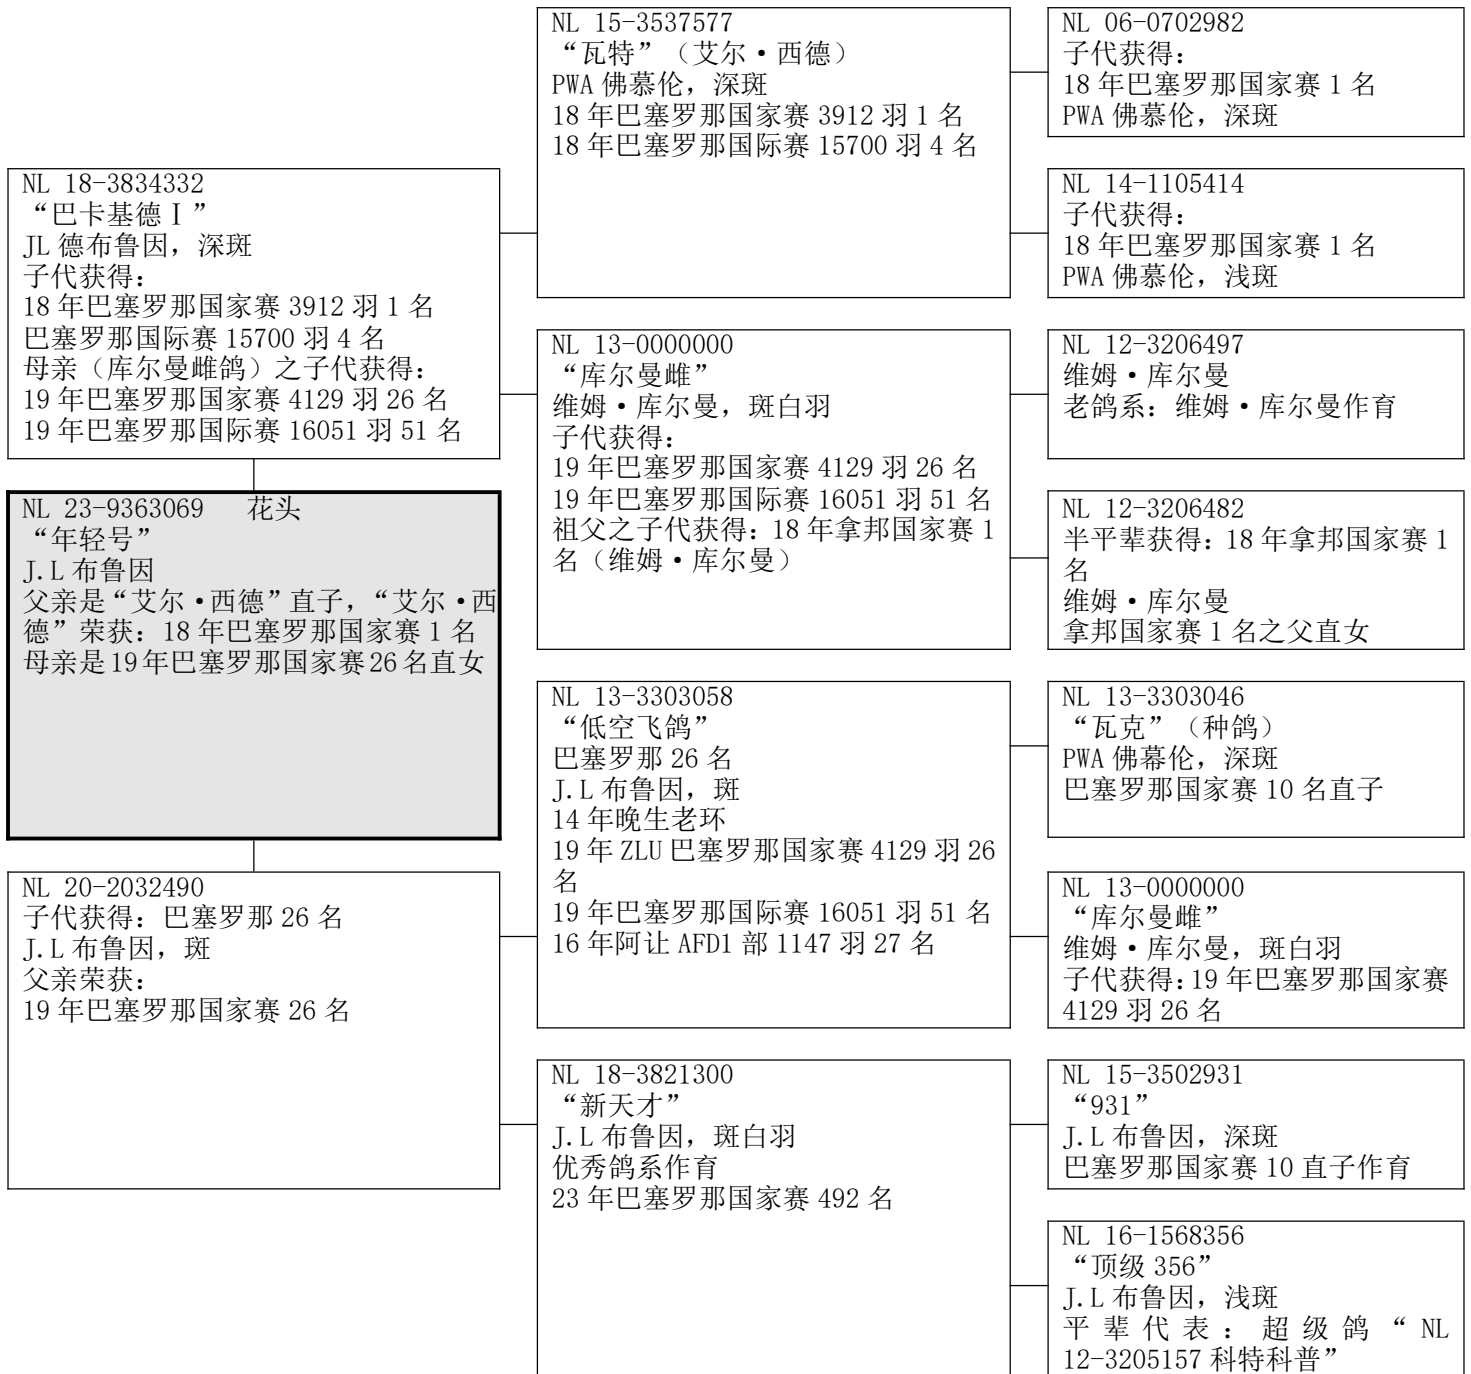 NL 18-3834332
“巴卡基德Ⅰ”
JL 德布鲁因，深斑
子代获得：
18 年巴塞罗那国家赛 3912 羽 1 名
巴塞罗那国际赛 15700 羽 4 名
母亲（库尔曼雌鸽）之子代获得：
19 年巴塞罗那国家赛 4129 羽 26 名
19 年巴塞罗那国际赛 16051 羽 51 名
NL 23-9363069 花头
“年轻号”
J.L 布鲁因
父亲是“艾尔·西德”直子，“艾尔·西
德”荣获：18 年巴塞罗那国家赛 1 名
母亲是 19 年巴塞罗那国家赛 26 名直女
NL 20-2032490
子代获得：巴塞罗那 26 名
J.L 布鲁因，斑
父亲荣获：
19 年巴塞罗那国家赛 26 名
NL 15-3537577
“瓦特”（艾尔·西德）
PWA 佛慕伦，深斑
18 年巴塞罗那国家赛 3912 羽 1 名
18 年巴塞罗那国际赛 15700 羽 4 名
NL 13-0000000
“库尔曼雌”
维姆·库尔曼，斑白羽
子代获得：
19 年巴塞罗那国家赛 4129 羽 26 名
19 年巴塞罗那国际赛 16051 羽 51 名
祖父之子代获得：18 年拿邦国家赛 1
名（维姆·库尔曼）
NL 13-3303058
“低空飞鸽”
巴塞罗那 26 名
J.L 布鲁因，斑
14 年晚生老环
19 年 ZLU 巴塞罗那国家赛 4129 羽 26
名
19 年巴塞罗那国际赛 16051 羽 51 名
16 年阿让 AFD1 部 1147 羽 27 名
NL 18-3821300
“新天才”
J.L 布鲁因，斑白羽
优秀鸽系作育
23 年巴塞罗那国家赛 492 名
NL 06-0702982
子代获得：
18 年巴塞罗那国家赛 1 名
PWA 佛慕伦，深斑
NL 14-1105414
子代获得：
18 年巴塞罗那国家赛 1 名
PWA 佛慕伦，浅斑
NL 12-3206497
维姆·库尔曼
老鸽系：维姆·库尔曼作育
NL 12-3206482
半平辈获得：18 年拿邦国家赛 1
名
维姆·库尔曼
拿邦国家赛 1 名之父直女
NL 13-3303046
“瓦克”（种鸽）
PWA 佛幕伦，深斑
巴塞罗那国家赛 10 名直子
NL 13-0000000
“库尔曼雌”
维姆·库尔曼，斑白羽
子代获得：19 年巴塞罗那国家赛
4129 羽 26 名
NL 15-3502931
“931”
J.L 布鲁因，深斑
巴塞罗那国家赛 10 直子作育
NL 16-1568356
“顶级 356”
J.L 布鲁因，浅斑
平辈代表：超级鸽“NL
12-3205157 科特科普”